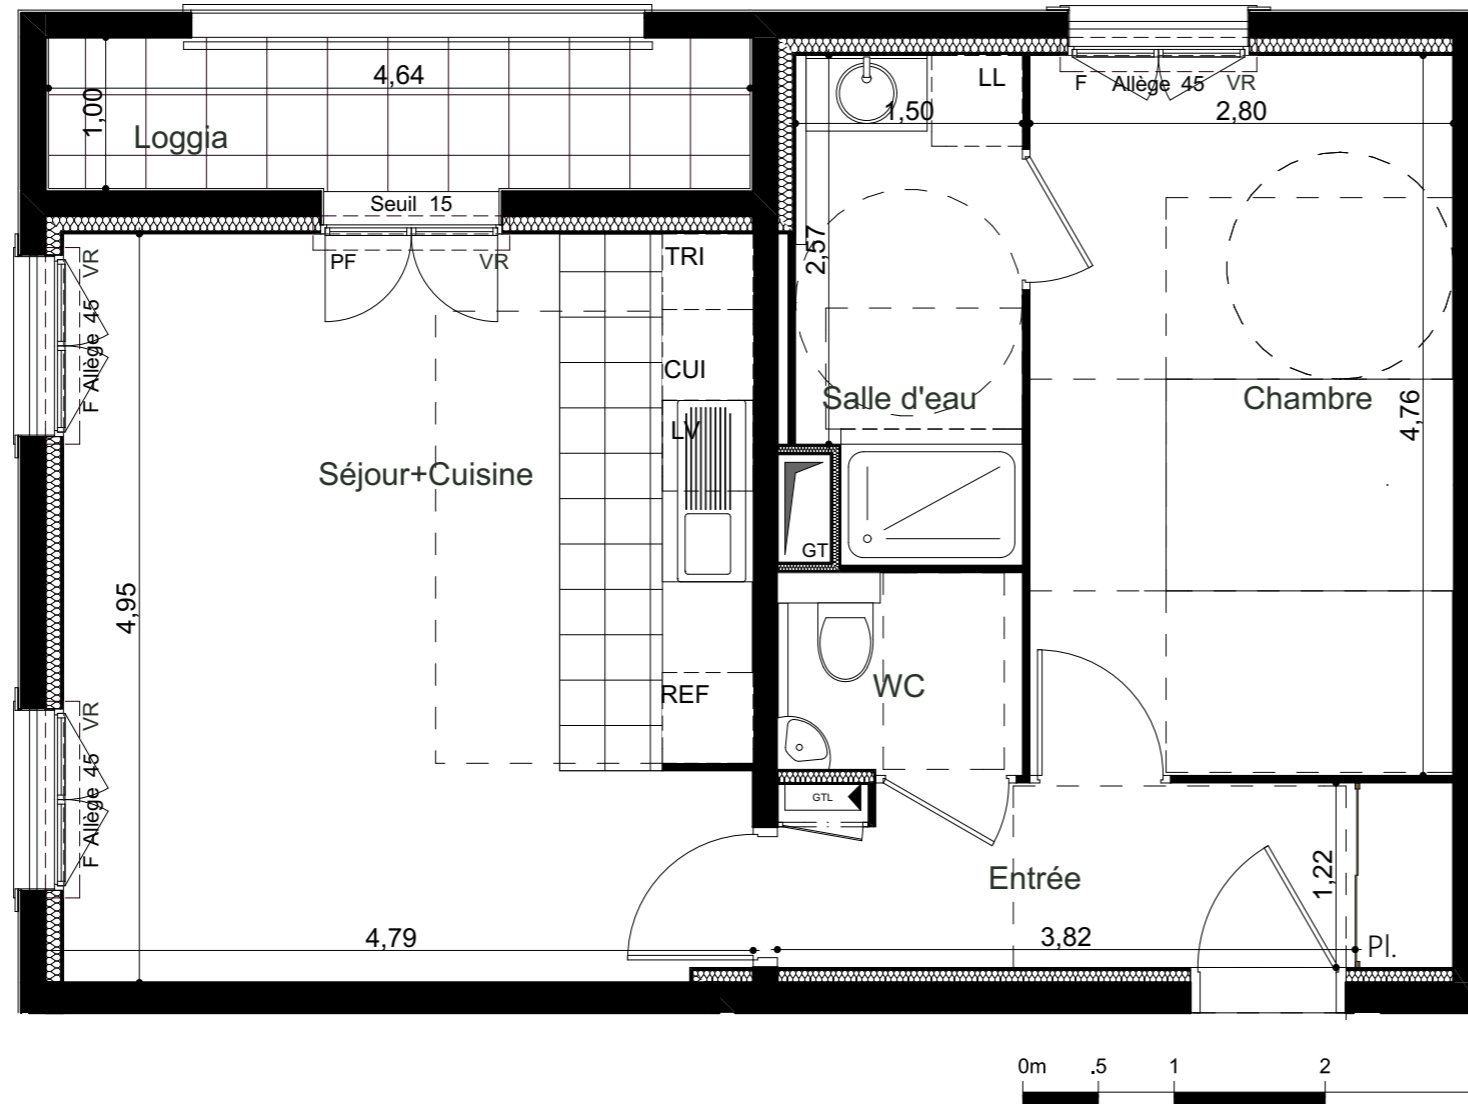 4,64
1,00
Loggia
Seuil 15
PF
VR
F Allège 45 VR
TRI
CUI
LV
REF
Séjour+Cuisine
4,95
F Allège 45 VR
4,79
LL
1,50
2,57
Salle d'eau
GT
WC
GTL
F Allège 45 VR
2,80
Chambre
4,76
Entrée
1,22
3,82
Pl.
0m .5 1 2